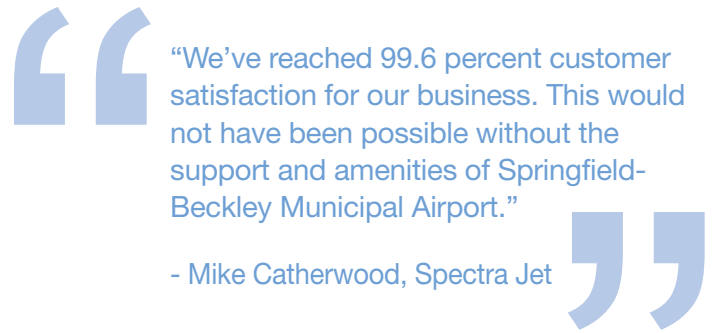 “We’ve reached 99.6 percent customer
satisfaction for our business. This would
not have been possible without the
support and amenities of Springfield-
Beckley Municipal Airport.”
- Mike Catherwood, Spectra Jet